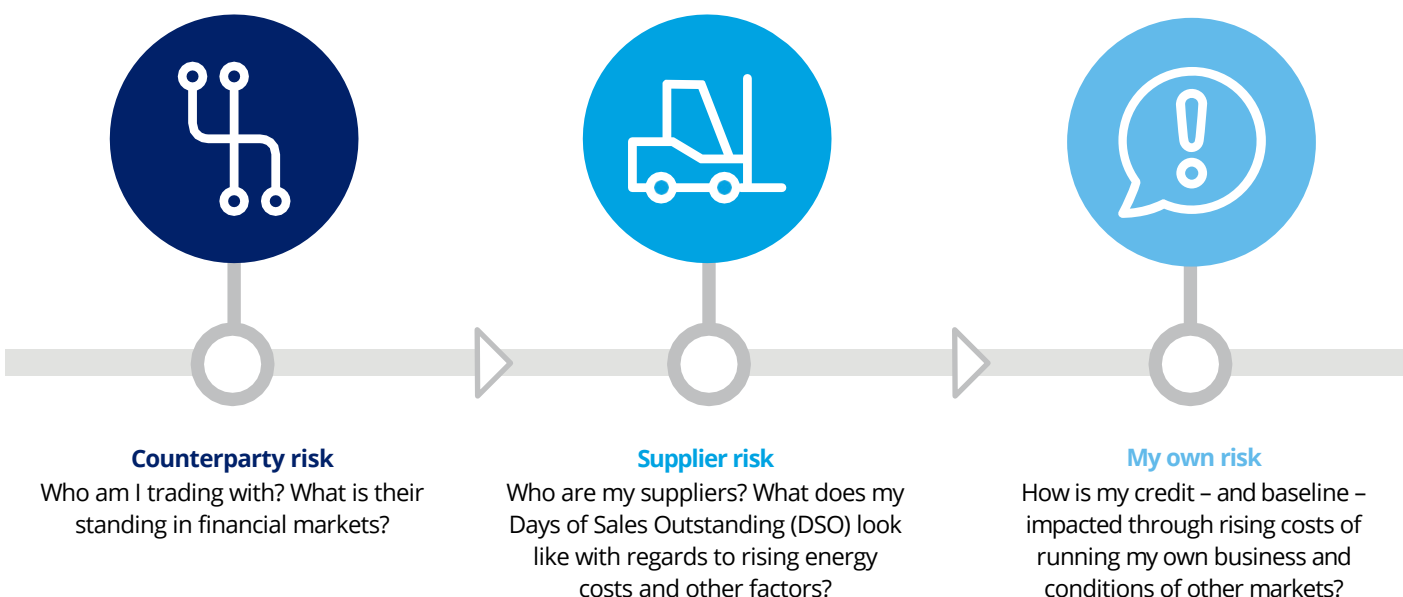 Counterparty risk
Who am I trading with? What is their
standing in financial markets?
Supplier risk
Who are my suppliers? What does my
Days of Sales Outstanding (DSO) look
like with regards to rising energy
costs and other factors?
My own risk
How is my credit – and baseline –
impacted through rising costs of
running my own business and
conditions of other markets?